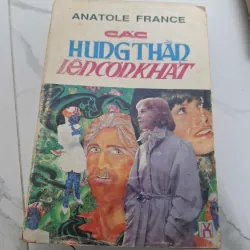 ANATOLE FRANCE
CÁC
HUNG THẦN
LÊN CƠN KHÁT